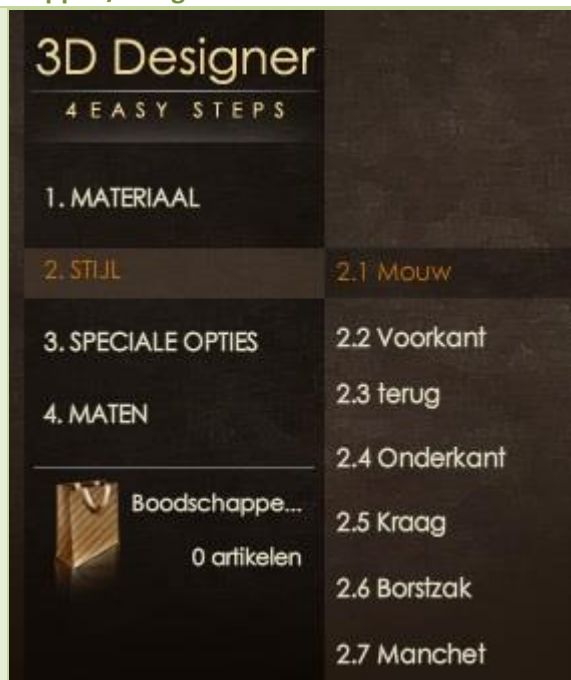 3D Designer
4 EASY STEPS
1. MATERIAAL
2. STIJL
3. SPECIALE OPTIES
4. MATEN
Boodschappe...
0 artikelen
2.1 Mouw
2.2 Voorkant
2.3 terug
2.4 Onderkant
2.5 Kraag
2.6 Borstzak
2.7 Manchet